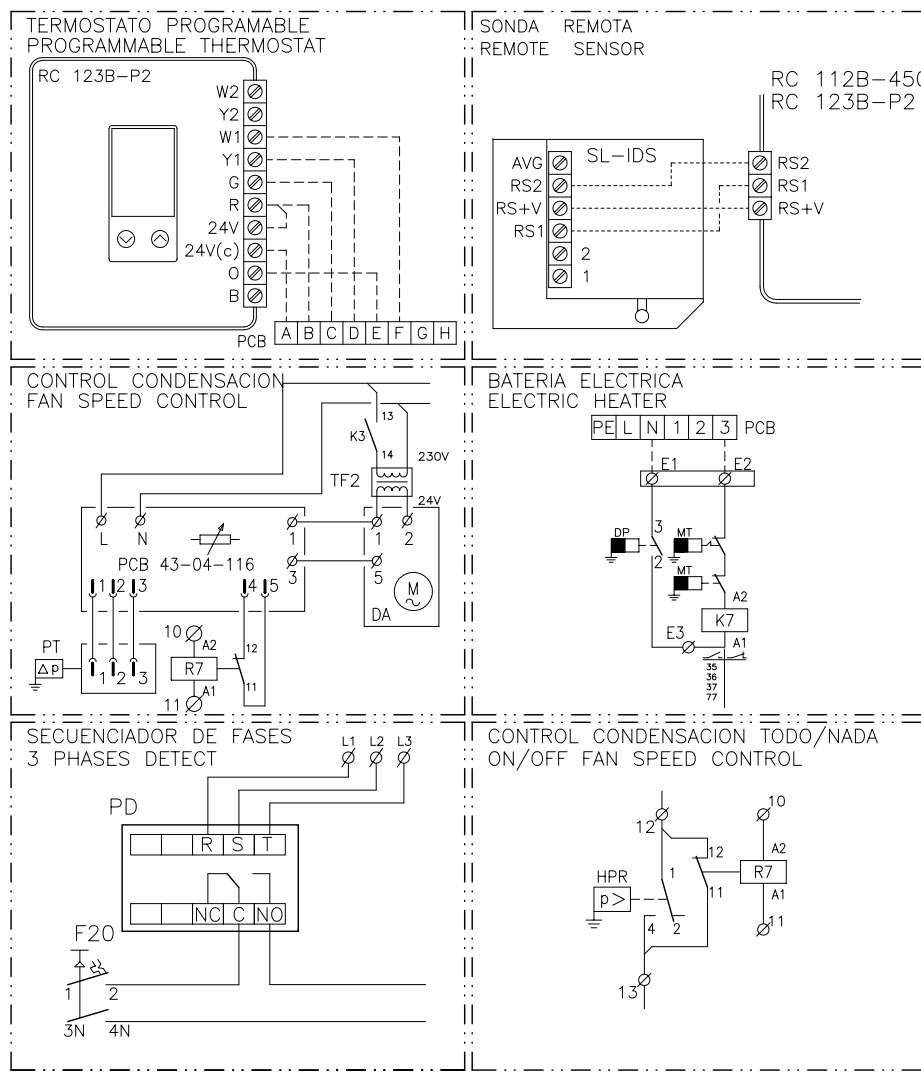 TERMOSTATO PROGRAMABLE
PROGRAMMABLE THERMOSTAT
RC 123B-P2
W2
Y2
W1
Y1
G
R
24V
24V(c)
O
B
PCB A B C D E F G H
SONDA REMOTA
REMOTE SENSOR
RC 112B-450
RC 123B-P2
SL-IDS
AVG
RS2
RS+V
RS1
2
1
RS2
RS1
RS+V
CONTROL CONDENSACION
FAN SPEED CONTROL
13
K3
14
230V
TF2
24V
L N 1 1 2
PCB 43-04-116
3 5
1 2 3 4 5
M
DA
PT
Δp
1 2 3
10
A2
R7
A1
11
12
11
BATERIA ELECTRICA
ELECTRIC HEATER
PE L N 1 2 3 PCB
E1 E2
DP
3
2
MT
MT
A2
K7
E3
A1
35
36
37
77
SECUENCIADOR DE FASES
3 PHASES DETECT
L1 L2 L3
PD
R S T
NC C NO
F20
1 2
3N 4N
CONTROL CONDENSACION TODO/NADA
ON/OFF FAN SPEED CONTROL
12
10
12
A2
R7
A1
11
11
1
HPR
p>
4 2
13